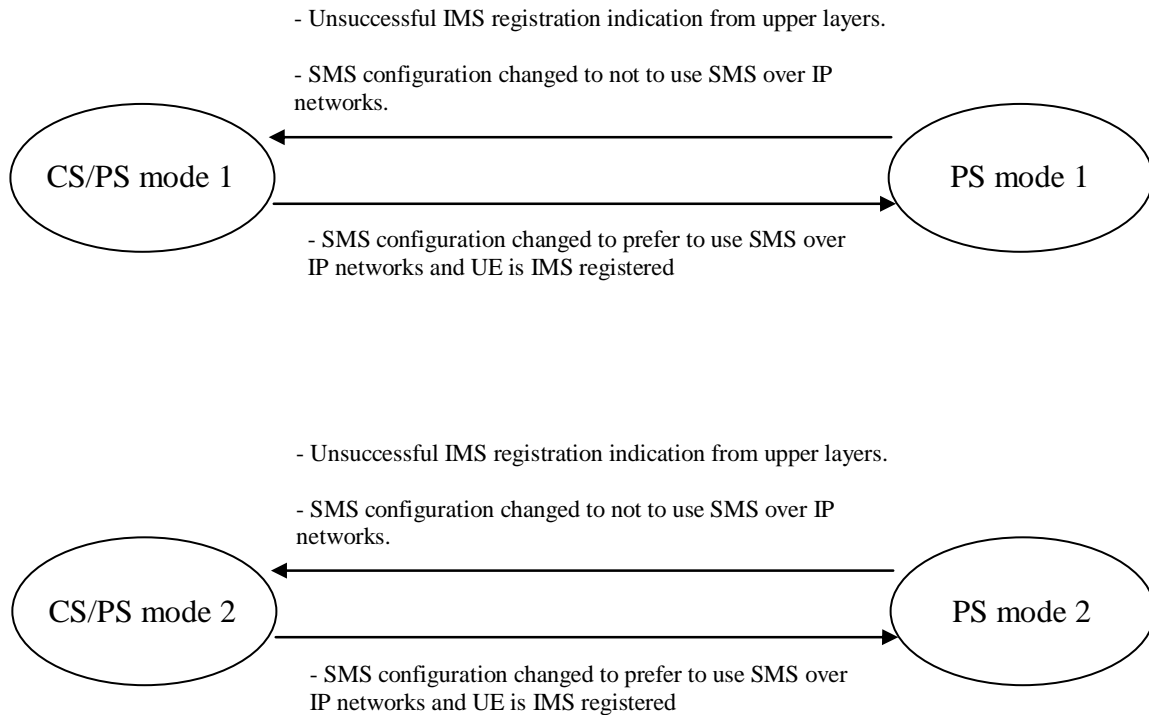 - Unsuccessful IMS registration indication from upper layers.
- SMS configuration changed to not to use SMS over IP
networks.
CS/PS mode 1
PS mode 1
- SMS configuration changed to prefer to use SMS over
IP networks and UE is IMS registered
- Unsuccessful IMS registration indication from upper layers.
- SMS configuration changed to not to use SMS over IP
networks.
CS/PS mode 2
PS mode 2
- SMS configuration changed to prefer to use SMS over
IP networks and UE is IMS registered